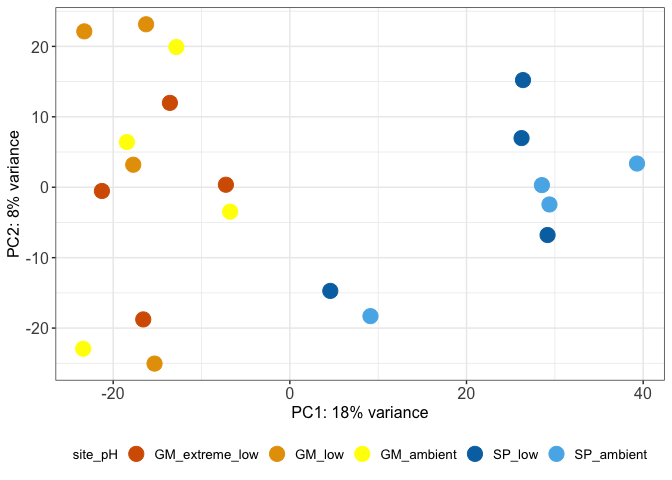 20
10
0
-10
-20
PC2: 8% variance
-20 0 20 40
PC1: 18% variance
site_pH GM_extreme_low GM_low GM_ambient SP_low SP_ambient